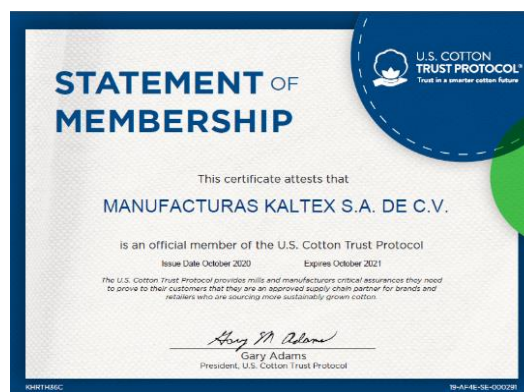 U.S. COTTON
TRUST PROTOCOL®
Trust in a smarter cotton future
STATEMENT OF
MEMBERSHIP
This certificate attests that
MANUFACTURAS KALTEX S.A. DE C.V.
is an official member of the U.S. Cotton Trust Protocol
Issue Date October 2020 Expires October 2021
The U.S. Cotton Trust Protocol provides mills and manufacturers critical assurances they need
to prove to their customers that they are an approved supply chain partner for brands and
retailers who are sourcing more sustainably grown cotton.
Gary M Adams
Gary Adams
President, U.S. Cotton Trust Protocol
KHRTH36C 19-AF4E-SE-000291